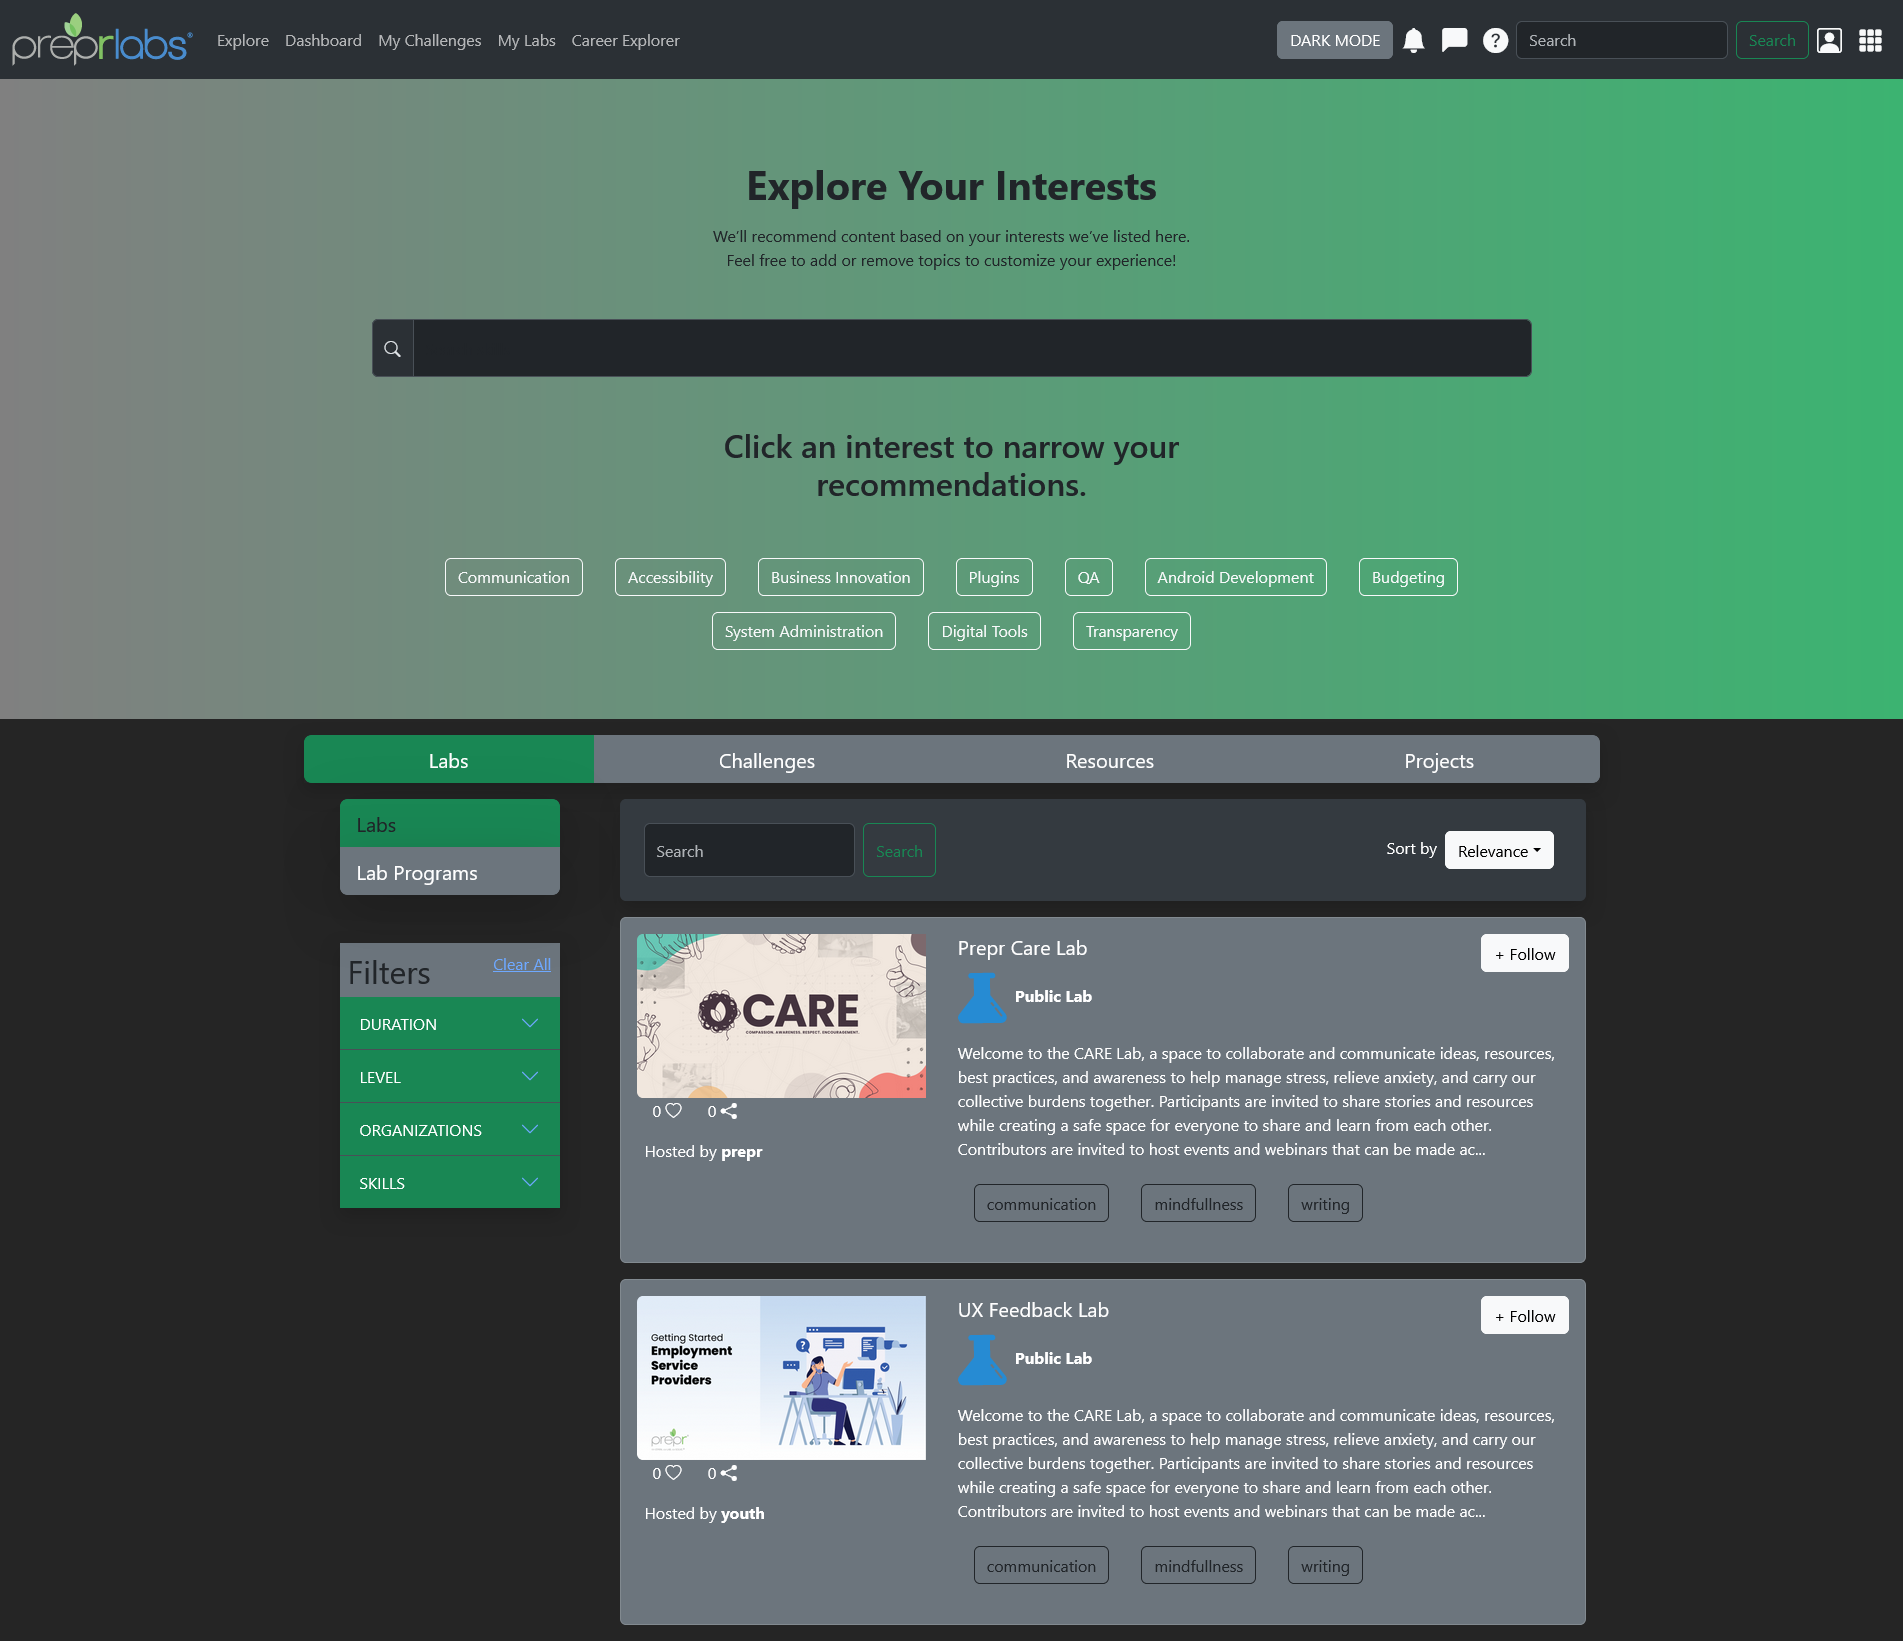 preprlabs®
Explore Dashboard My Challenges My Labs Career Explorer
DARK MODE
Search
Search
Explore Your Interests
We'll recommend content based on your interests we've listed here.
Feel free to add or remove topics to customize your experience!
Click an interest to narrow your
recommendations.
Communication Accessibility Business Innovation Plugins QA Android Development Budgeting
System Administration Digital Tools Transparency
Labs Challenges Resources Projects
Labs
Lab Programs
Filters
Clear All
DURATION
LEVEL
ORGANIZATIONS
SKILLS
Search
Search
Sort by
Relevance
CARE
COMPASSION. AWARENESS. RESPECT. ENCOURAGEMENT.
0 0
Hosted by prepr
Prepr Care Lab
+ Follow
Public Lab
Welcome to the CARE Lab, a space to collaborate and communicate ideas, resources,
best practices, and awareness to help manage stress, relieve anxiety, and carry our
collective burdens together. Participants are invited to share stories and resources
while creating a safe space for everyone to share and learn from each other.
Contributors are invited to host events and webinars that can be made ac...
communication mindfullness writing
Getting Started
Employment
Service
Providers
prepr
0 0
Hosted by youth
UX Feedback Lab
+ Follow
Public Lab
Welcome to the CARE Lab, a space to collaborate and communicate ideas, resources,
best practices, and awareness to help manage stress, relieve anxiety, and carry our
collective burdens together. Participants are invited to share stories and resources
while creating a safe space for everyone to share and learn from each other.
Contributors are invited to host events and webinars that can be made ac...
communication mindfullness writing